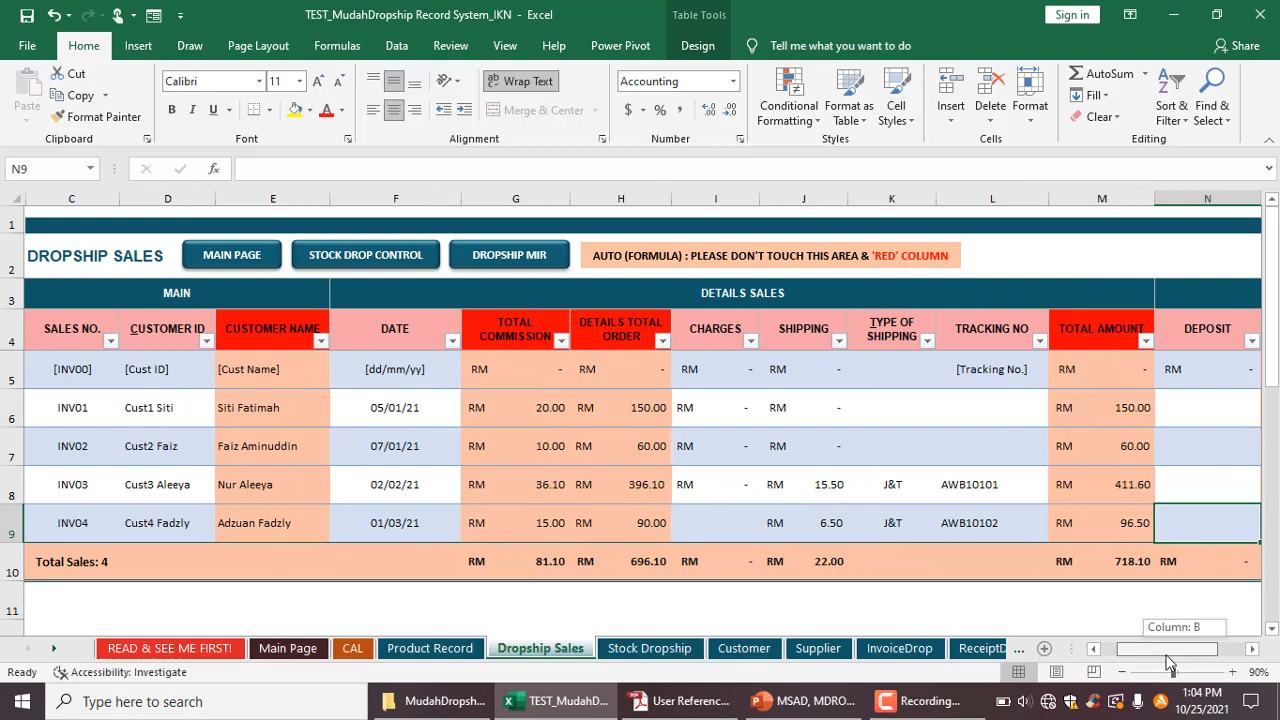 TEST_MudahDropship Record System_IKN - Excel
Table Tools
Sign in
File Home Insert Draw Page Layout Formulas Data Review View Help Power Pivot Design Tell me what you want to do Share
Paste
Cut
Copy
Format Painter
Calibri 11
B I U A
ab Wrap Text
Merge & Center
Accounting
$ % ,
Conditional Formatting
Format as Table
Cell Styles
Insert Delete Format
AutoSum
Fill
Clear
Sort & Filter
Find & Select
Clipboard Font Alignment Number Styles Cells Editing
N9 fx
C D E F G H I J K L M N
1
2 DROPSHIP SALES MAIN PAGE STOCK DROP CONTROL DROPSHIP MIR AUTO (FORMULA) : PLEASE DON'T TOUCH THIS AREA & 'RED' COLUMN
3 MAIN DETAILS SALES
4 SALES NO. CUSTOMER ID CUSTOMER NAME DATE TOTAL COMMISSION DETAILS TOTAL ORDER CHARGES SHIPPING TYPE OF SHIPPING TRACKING NO TOTAL AMOUNT DEPOSIT
5 [INV00] [Cust ID] [Cust Name] [dd/mm/yy] RM - RM - RM - RM - [Tracking No.] RM - RM -
6 INV01 Cust1 Siti Siti Fatimah 05/01/21 RM 20.00 RM 150.00 RM - RM - RM 150.00
7 INV02 Cust2 Faiz Faiz Aminuddin 07/01/21 RM 10.00 RM 60.00 RM - RM - RM 60.00
8 INV03 Cust3 Aleeya Nur Aleeya 02/02/21 RM 36.10 RM 396.10 RM - RM 15.50 J&T AWB10101 RM 411.60
9 INV04 Cust4 Fadzly Adzuan Fadzly 01/03/21 RM 15.00 RM 90.00 RM 6.50 J&T AWB10102 RM 96.50
10 Total Sales: 4 RM 81.10 RM 696.10 RM - RM 22.00 RM 718.10 RM -
11
Column: B
READ & SEE ME FIRST! Main Page CAL Product Record Dropship Sales Stock Dropship Customer Supplier InvoiceDrop ReceiptD ...
Ready Accessibility: Investigate 90%
Type here to search
MudahDropsh...
TEST_MudahD...
User Referenc...
MSAD, MDRO...
Recording...
1:04 PM
10/25/2021